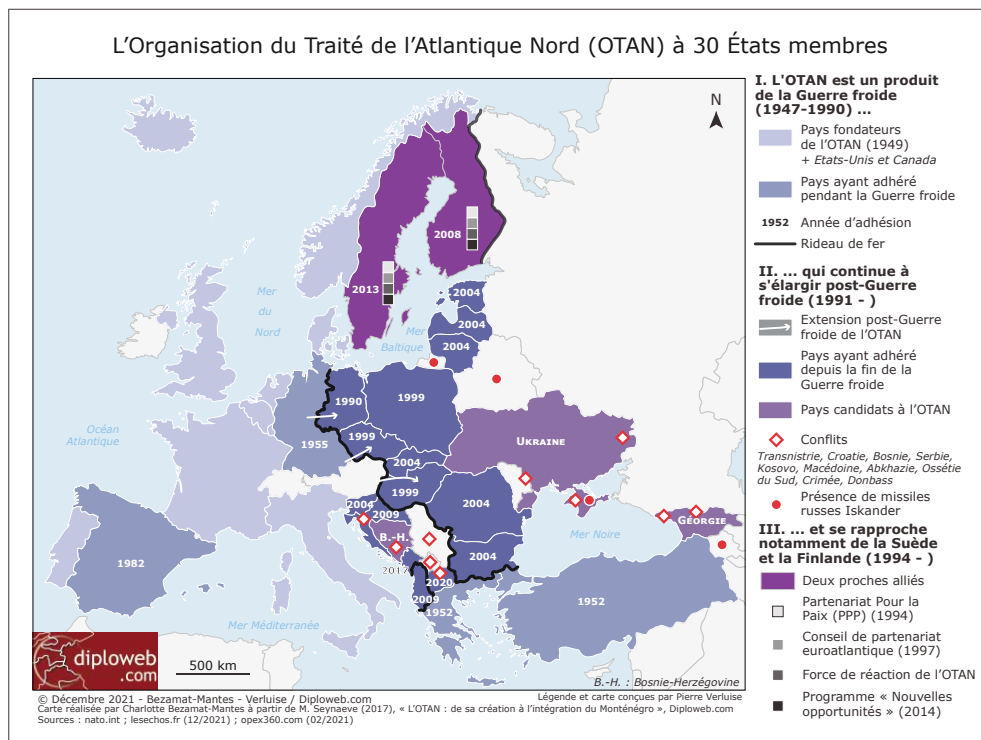 L'Organisation du Traité de l'Atlantique Nord (OTAN) à 30 États membres
N
Mer
du
Nord
Océan
Atlantique
Mer
Baltique
Mer Noire
Mer Méditerranée
2008
2013
2004
2004
2004
1990
1999
1955
1999
2004
1999
2004
2004
2009
B.-H.
2017
2020
2009
1952
2004
1952
1982
UKRAINE
GEORGIE
B.-H. : Bosnie-Herzégovine
500 km
diploweb
.com
I. L'OTAN est un produit
de la Guerre froide
(1947-1990) ...
Pays fondateurs
de l'OTAN (1949)
+ Etats-Unis et Canada
Pays ayant adhéré
pendant la Guerre froide
1952 Année d'adhésion
Rideau de fer
II. ... qui continue à
s'élargir post-Guerre
froide (1991 - )
Extension post-Guerre
froide de l'OTAN
Pays ayant adhéré
depuis la fin de la
Guerre froide
Pays candidats à l'OTAN
Conflits
Transnistrie, Croatie, Bosnie, Serbie,
Kosovo, Macédoine, Abkhazie, Ossétie
du Sud, Crimée, Donbass
Présence de missiles
russes Iskander
III. ... et se rapproche
notamment de la Suède
et la Finlande (1994 - )
Deux proches alliés
Partenariat Pour la
Paix (PPP) (1994)
Conseil de partenariat
euroatlantique (1997)
Force de réaction de l'OTAN
Programme « Nouvelles
opportunités » (2014)
© Décembre 2021 - Bezamat-Mantes - Verluise / Diploweb.com
Légende et carte conçues par Pierre Verluise
Carte réalisée par Charlotte Bezamat-Mantes à partir de M. Seynaeve (2017), « L'OTAN : de sa création à l'intégration du Monténégro », Diploweb.com
Sources : nato.int ; lesechos.fr (12/2021) ; opex360.com (02/2021)